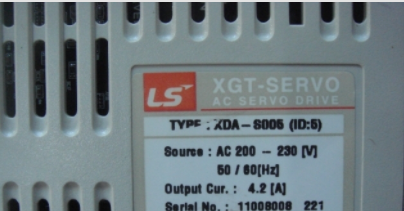 LS XGT-SERVO
AC SERVO DRIVE
TYPE : XDA-S005 (ID:5)
Source : AC 200 - 230 [V]
50 / 60[Hz]
Output Cur. : 4.2 [A]
Serial No. : 11008008 221